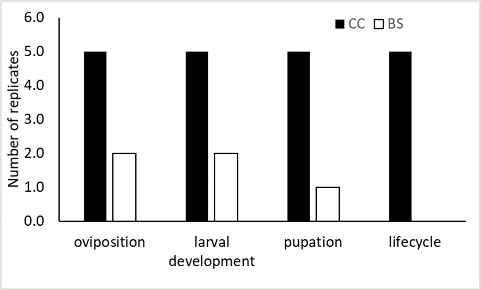 6.0
5.0
4.0
3.0
2.0
1.0
0.0
Number of replicates
CC BS
oviposition
larval
development
pupation
lifecycle